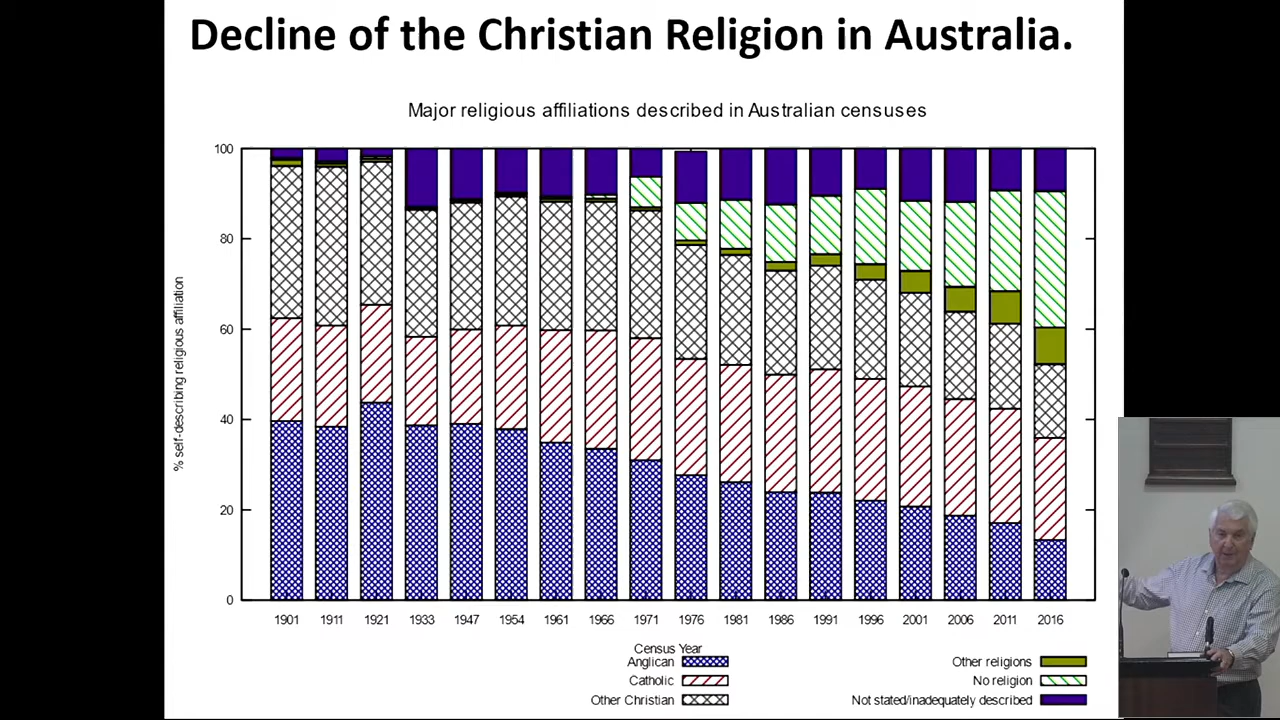 Decline of the Christian Religion in Australia.
Major religious affiliations described in Australian censuses
% self-describing religious affiliation
100
80
60
40
20
0
1901 1911 1921 1933 1947 1954 1961 1966 1971 1976 1981 1986 1991 1996 2001 2006 2011 2016
Census Year
Anglican
Catholic
Other Christian
Other religions
No religion
Not stated/inadequately described